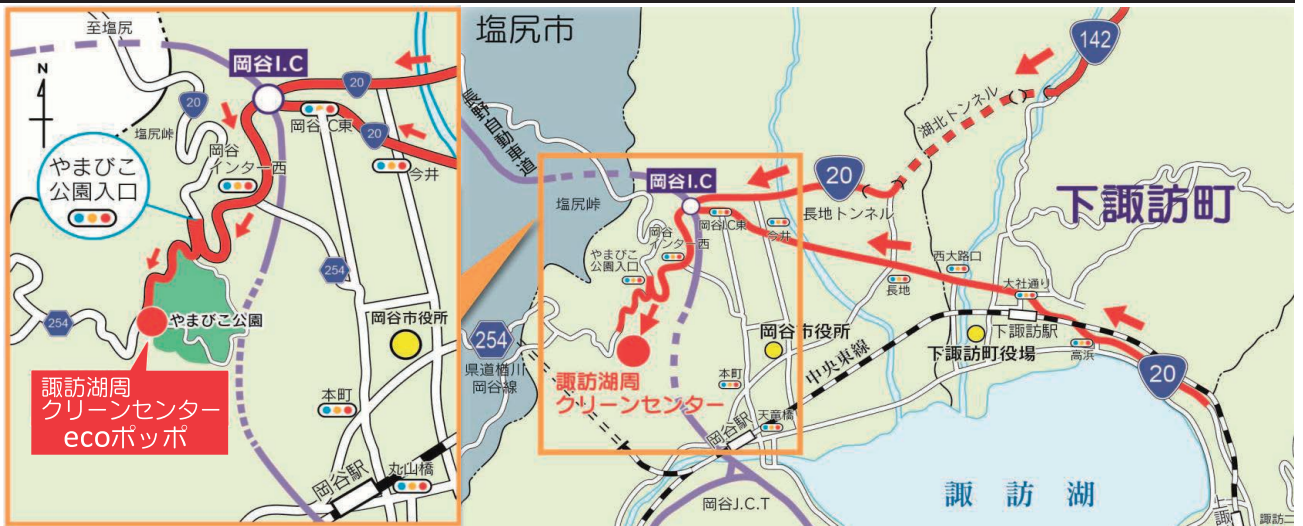 至塩尻
岡谷I.C
N
20
20
塩尻峠
岡谷IC東
20
やまびこ
公園入口
岡谷
インター西
今井
254
254
やまびこ公園
岡谷市役所
諏訪湖周
クリーンセンター
ecoポッポ
本町
岡谷駅
丸山橋
塩尻市
142
長野自動車道
湖北トンネル
岡谷I.C
20
下諏訪町
塩尻峠
長地トンネル
岡谷IC東
今井
岡谷
インター西
やまびこ
公園入口
西大路口
長地
大社通り
254
岡谷市役所
下諏訪駅
県道楢川
岡谷線
諏訪湖周
クリーンセンター
中央東線
下諏訪町役場
高浜
20
本町
天竜橋
岡谷駅
岡谷J.C.T
諏訪湖
諏訪二